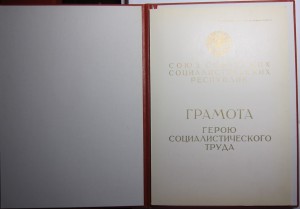 СОЮЗ СОВЕТСКИХ
СОЦИАЛИСТИЧЕСКИХ
РЕСПУБЛИК
ГРАМОТА
ГЕРОЮ
СОЦИАЛИСТИЧЕСКОГО
ТРУДА